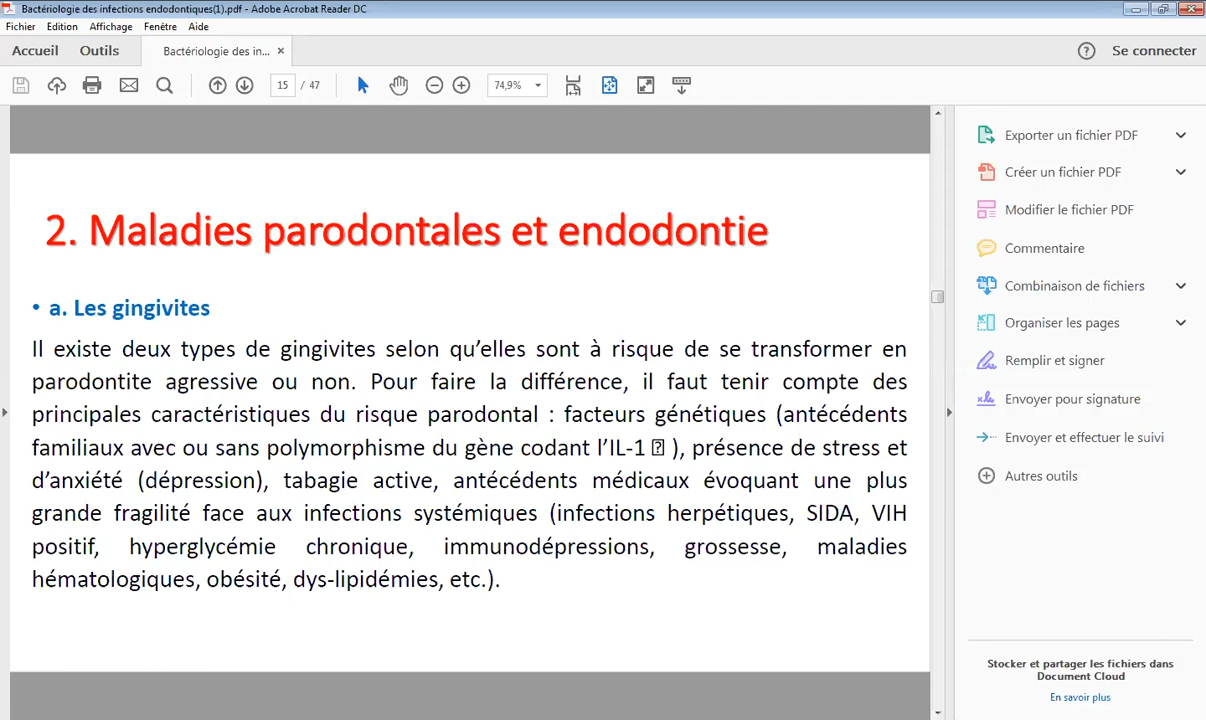 Bactériologie des infections endodontiques(1).pdf - Adobe Acrobat Reader DC
Fichier Edition Affichage Fenêtre Aide
Accueil Outils Bactériologie des in... × Se connecter
15 / 47 74,9%
2. Maladies parodontales et endodontie
• a. Les gingivites
Il existe deux types de gingivites selon qu’elles sont à risque de se transformer en
parodontite agressive ou non. Pour faire la différence, il faut tenir compte des
principales caractéristiques du risque parodontal : facteurs génétiques (antécédents
familiaux avec ou sans polymorphisme du gène codant l’IL-1 ), présence de stress et
d’anxiété (dépression), tabagie active, antécédents médicaux évoquant une plus
grande fragilité face aux infections systémiques (infections herpétiques, SIDA, VIH
positif, hyperglycémie chronique, immunodépressions, grossesse, maladies
hématologiques, obésité, dys-lipidémies, etc.).
Exporter un fichier PDF
Créer un fichier PDF
Modifier le fichier PDF
Commentaire
Combinaison de fichiers
Organiser les pages
Remplir et signer
Envoyer pour signature
Envoyer et effectuer le suivi
Autres outils
Stocker et partager les fichiers dans
Document Cloud
En savoir plus